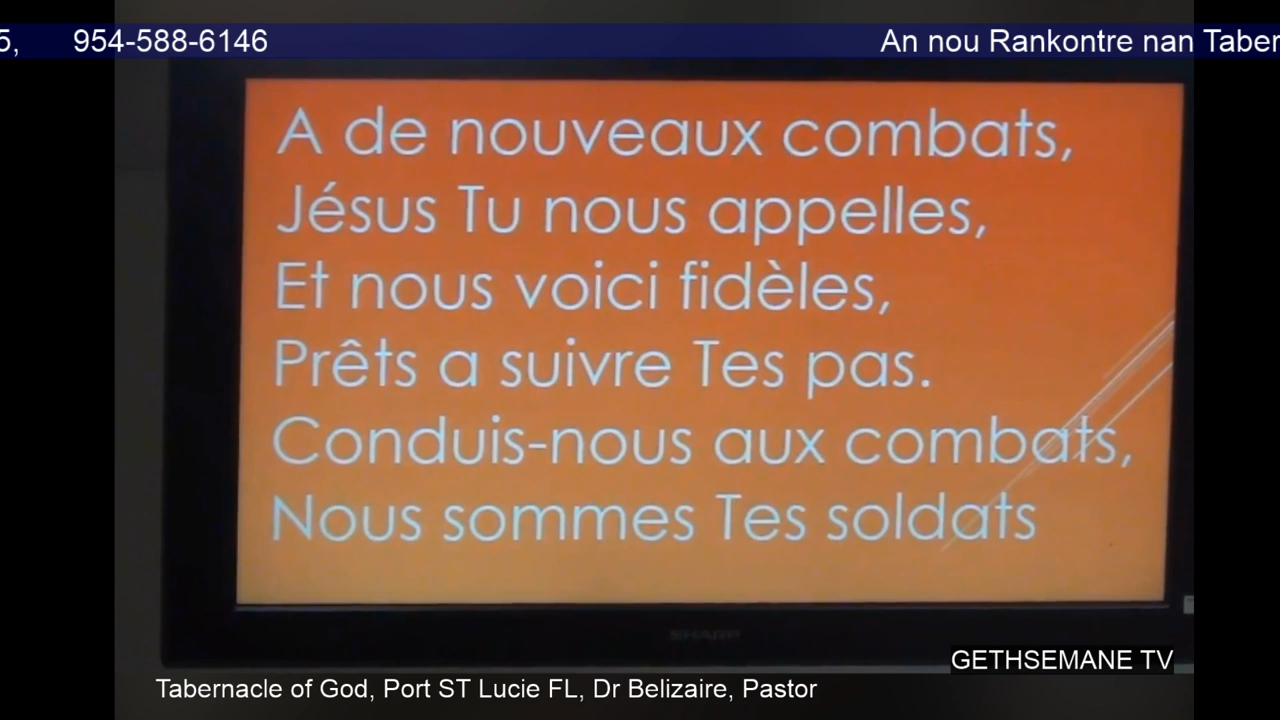 5, 954-588-6146 An nou Rankontre nan Taber
A de nouveaux combats,
Jésus Tu nous appelles,
Et nous voici fidèles,
Prêts a suivre Tes pas.
Conduis-nous aux combats,
Nous sommes Tes soldats
SHARP
GETHSEMANE TV
Tabernacle of God, Port ST Lucie FL, Dr Belizaire, Pastor